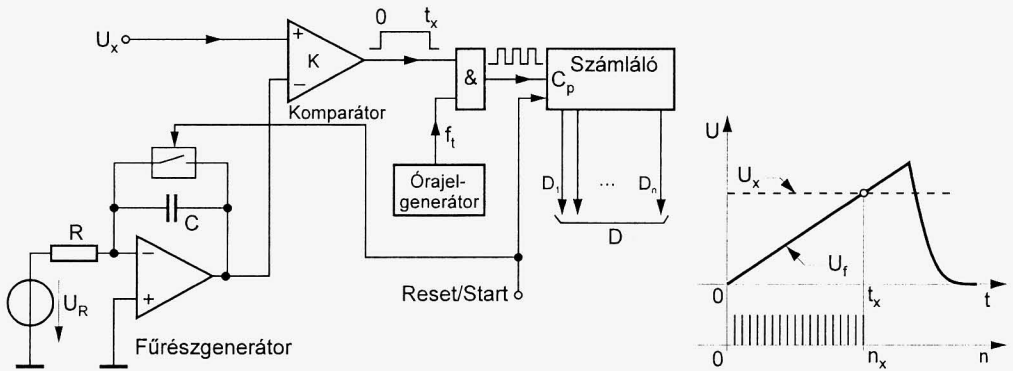 0 t_x
U_x
+
K
−
Komparátor
&
f_t
Órajel-
generátor
Számláló
C_p
D_1 ... D_n
D
C
R
−
+
U_R
Fűrészgenerátor
Reset/Start
U
U_x
U_f
0
t_x
t
0
n_x
n